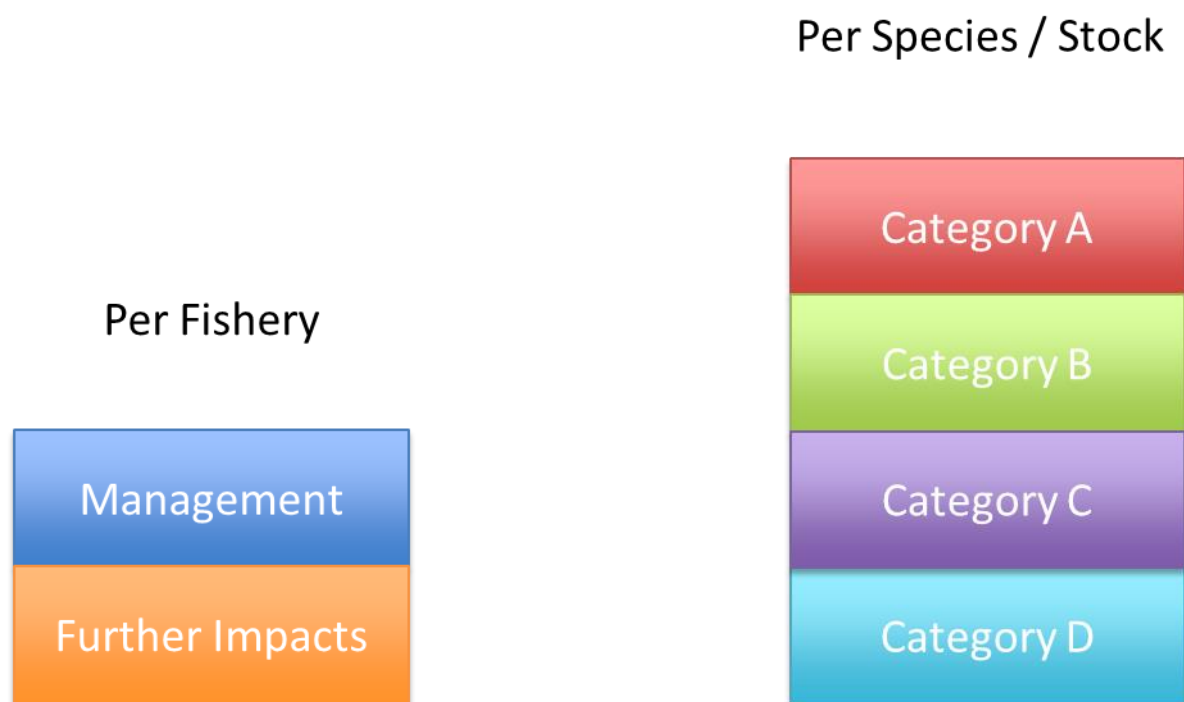 Per Species / Stock
Category A
Category B
Category C
Category D
Per Fishery
Management
Further Impacts